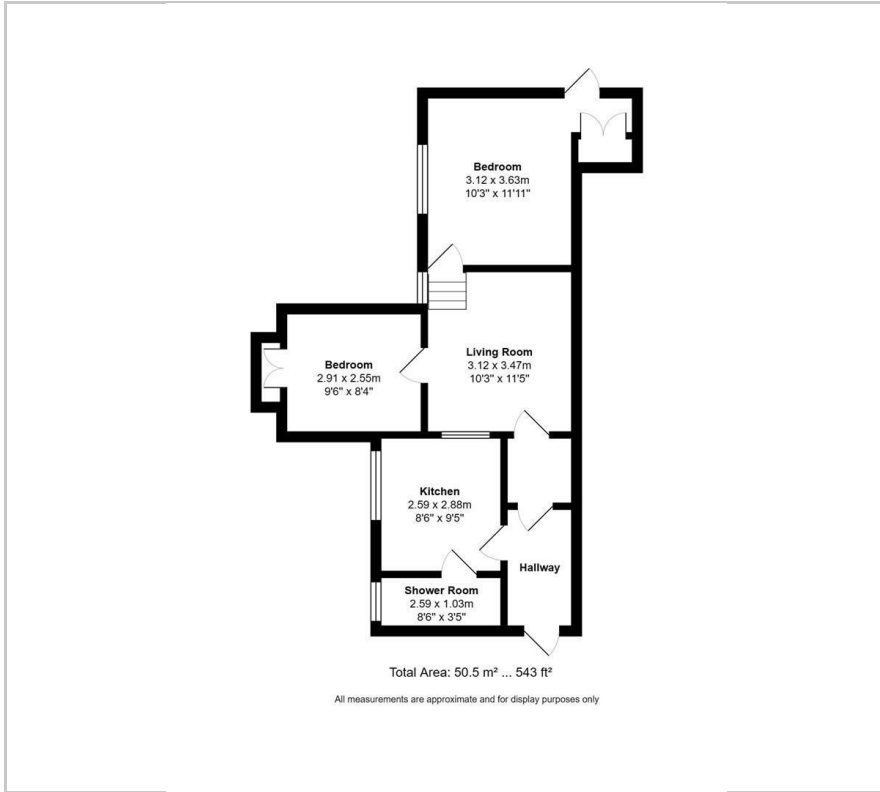 Bedroom
3.12 x 3.63m
10'3" x 11'11"
Living Room
3.12 x 3.47m
10'3" x 11'5"
Bedroom
2.91 x 2.55m
9'6" x 8'4"
Kitchen
2.59 x 2.88m
8'6" x 9'5"
Hallway
Shower Room
2.59 x 1.03m
8'6" x 3'5"
Total Area: 50.5 m² ... 543 ft²
All measurements are approximate and for display purposes only